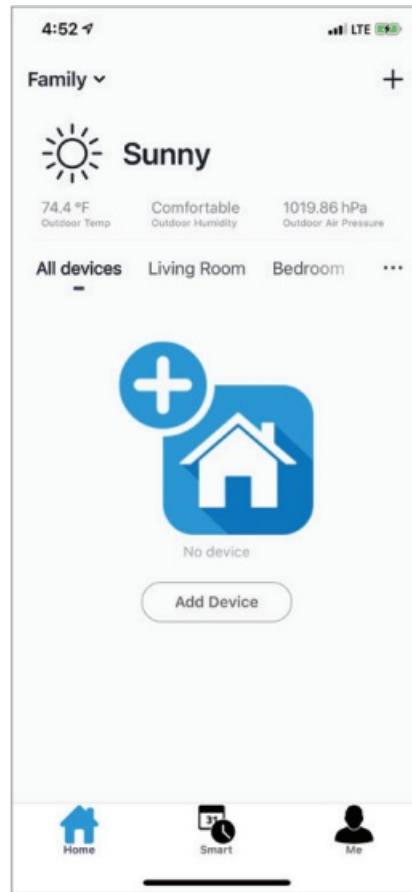 4:52 LTE
Family +
Sunny
74.4 °F Comfortable 1019.86 hPa
Outdoor Temp Outdoor Humidity Outdoor Air Pressure
All devices Living Room Bedroom ...
No device
Add Device
31
Home Smart Me